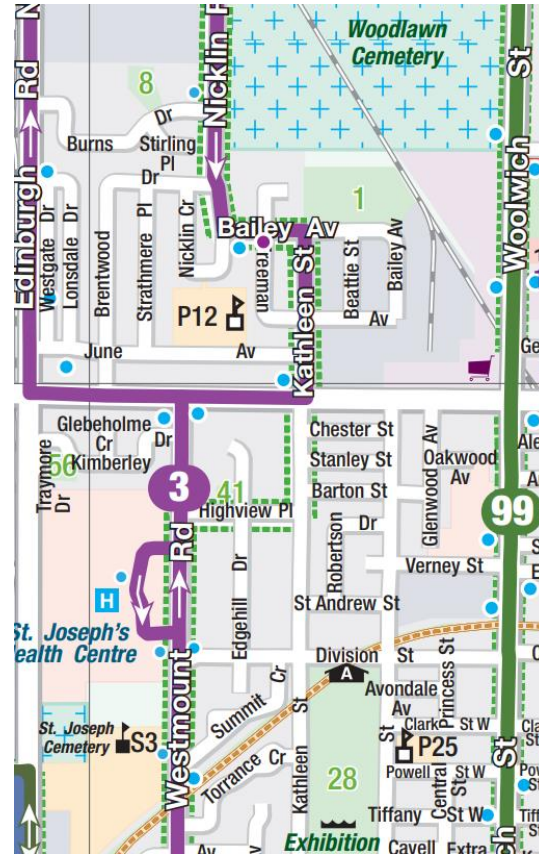 Woodlawn
Cemetery
Nicklin
Rd
St
8
Dr
Burns
Stirling
Pl
Dr
Woolwich
1
Edinburgh
Westgate Dr
Lonsdale Dr
Brentwood
Strathmere Pl
Nicklin Cr
Bailey Av
Freeman
Kathleen St
Beattie St
Bailey Av
P12
Av
June Av
Glebeholme
Cr
Kimberley
Dr
Traymore
Dr
56
3
41
Highview Pl
Chester St
Stanley St
Barton St
Glenwood Av
Oakwood
Av
99
Robertson
Dr
Verney St
Westmount Rd
H
Edgehill Dr
St Andrew St
St. Joseph's
Health Centre
Division St
A
Summit Cr
Avondale
Av
Princess St
Clark St W
St. Joseph
Cemetery
S3
Torrance Cr
Kathleen St
28
St
P25
Powell St W
Central
St
Tiffany St W
Exhibition
Cavell
Extra
Av
St